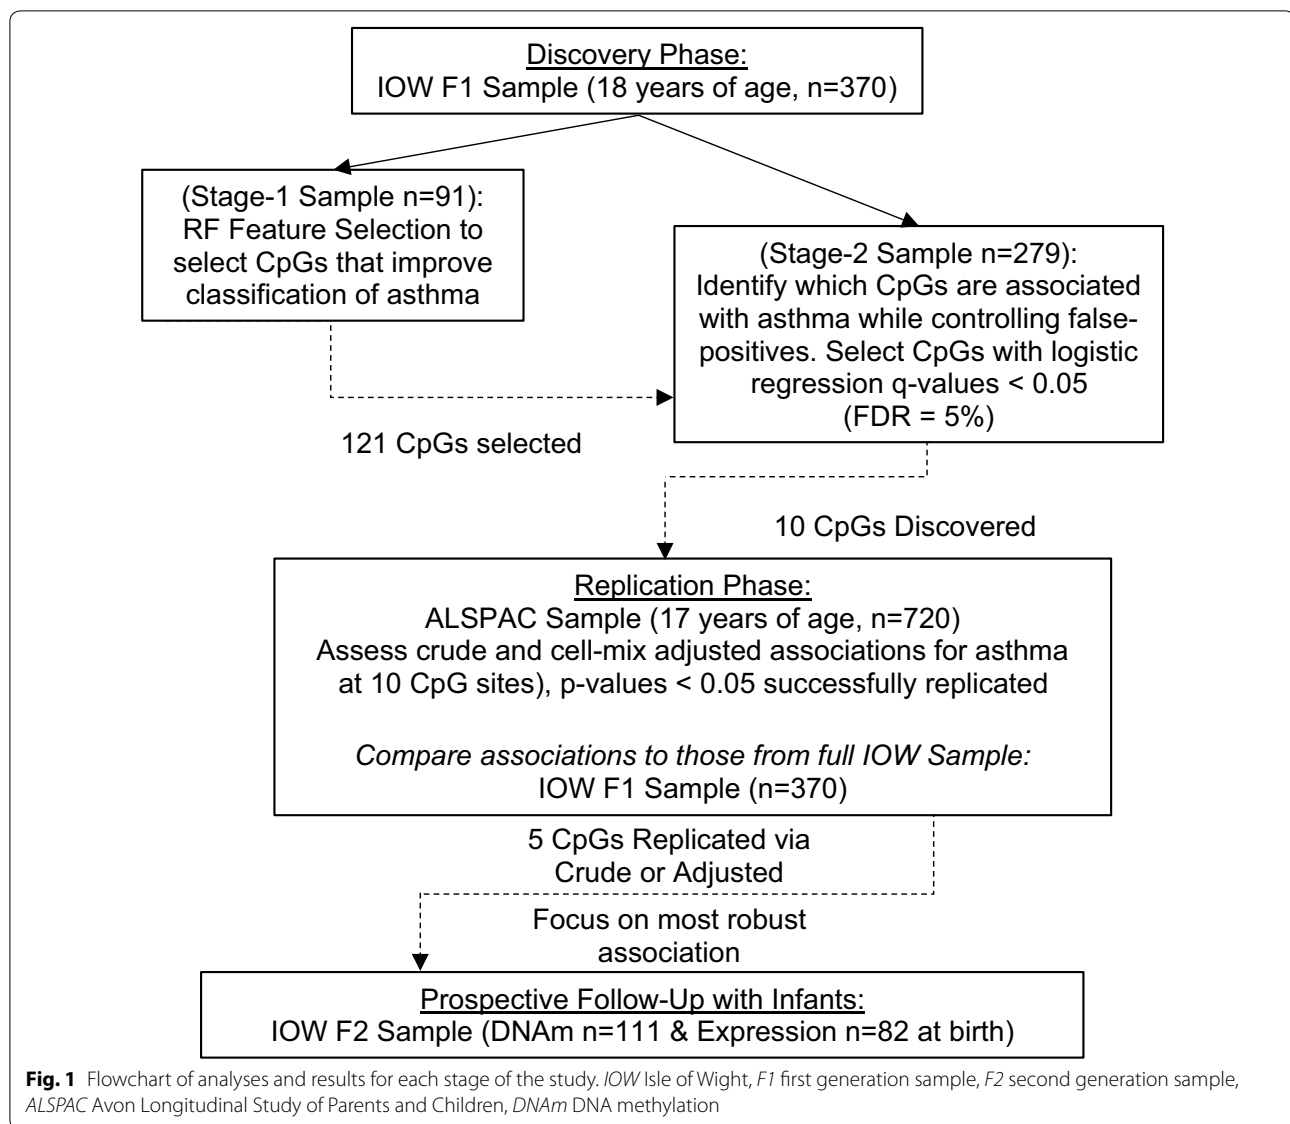 Discovery Phase:
IOW F1 Sample (18 years of age, n=370)
(Stage-1 Sample n=91):
RF Feature Selection to
select CpGs that improve
classification of asthma
(Stage-2 Sample n=279):
Identify which CpGs are associated
with asthma while controlling false-
positives. Select CpGs with logistic
regression q-values < 0.05
(FDR = 5%)
121 CpGs selected
10 CpGs Discovered
Replication Phase:
ALSPAC Sample (17 years of age, n=720)
Assess crude and cell-mix adjusted associations for asthma
at 10 CpG sites), p-values < 0.05 successfully replicated
Compare associations to those from full IOW Sample:
IOW F1 Sample (n=370)
5 CpGs Replicated via
Crude or Adjusted
Focus on most robust
association
Prospective Follow-Up with Infants:
IOW F2 Sample (DNAm n=111 & Expression n=82 at birth)
Fig. 1 Flowchart of analyses and results for each stage of the study. IOW Isle of Wight, F1 first generation sample, F2 second generation sample,
ALSPAC Avon Longitudinal Study of Parents and Children, DNAm DNA methylation